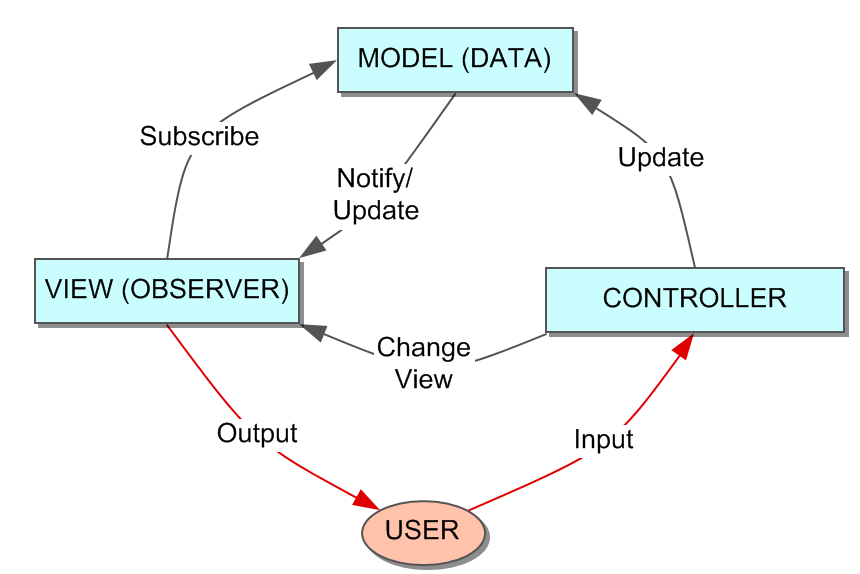 MODEL (DATA)
Subscribe
Update
Notify/
Update
VIEW (OBSERVER)
CONTROLLER
Change
View
Output
Input
USER